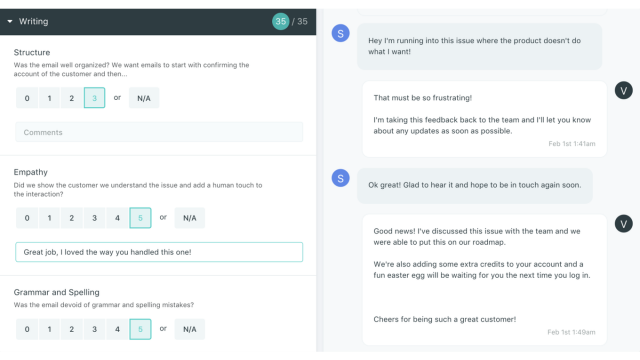 Writing
35 / 35
Structure
Was the email well organized? We want emails to start with confirming the
account of the customer and then...
0 1 2 3 or N/A
Comments
Empathy
Did we show the customer we understand the issue and add a human touch to
the interaction?
0 1 2 3 4 5 or N/A
Great job, I loved the way you handled this one!
Grammar and Spelling
Was the email devoid of grammar and spelling mistakes?
0 1 2 3 4 5 or N/A
S
Hey I'm running into this issue where the product doesn't do
what I want!
V
That must be so frustrating!
I'm taking this feedback back to the team and I'll let you know
about any updates as soon as possible.
Feb 1st 1:41am
S
Ok great! Glad to hear it and hope to be in touch again soon.
V
Good news! I've discussed this issue with the team and we
were able to put this on our roadmap.
We're also adding some extra credits to your account and a
fun easter egg will be waiting for you the next time you log in.
Cheers for being such a great customer!
Feb 1st 1:49am